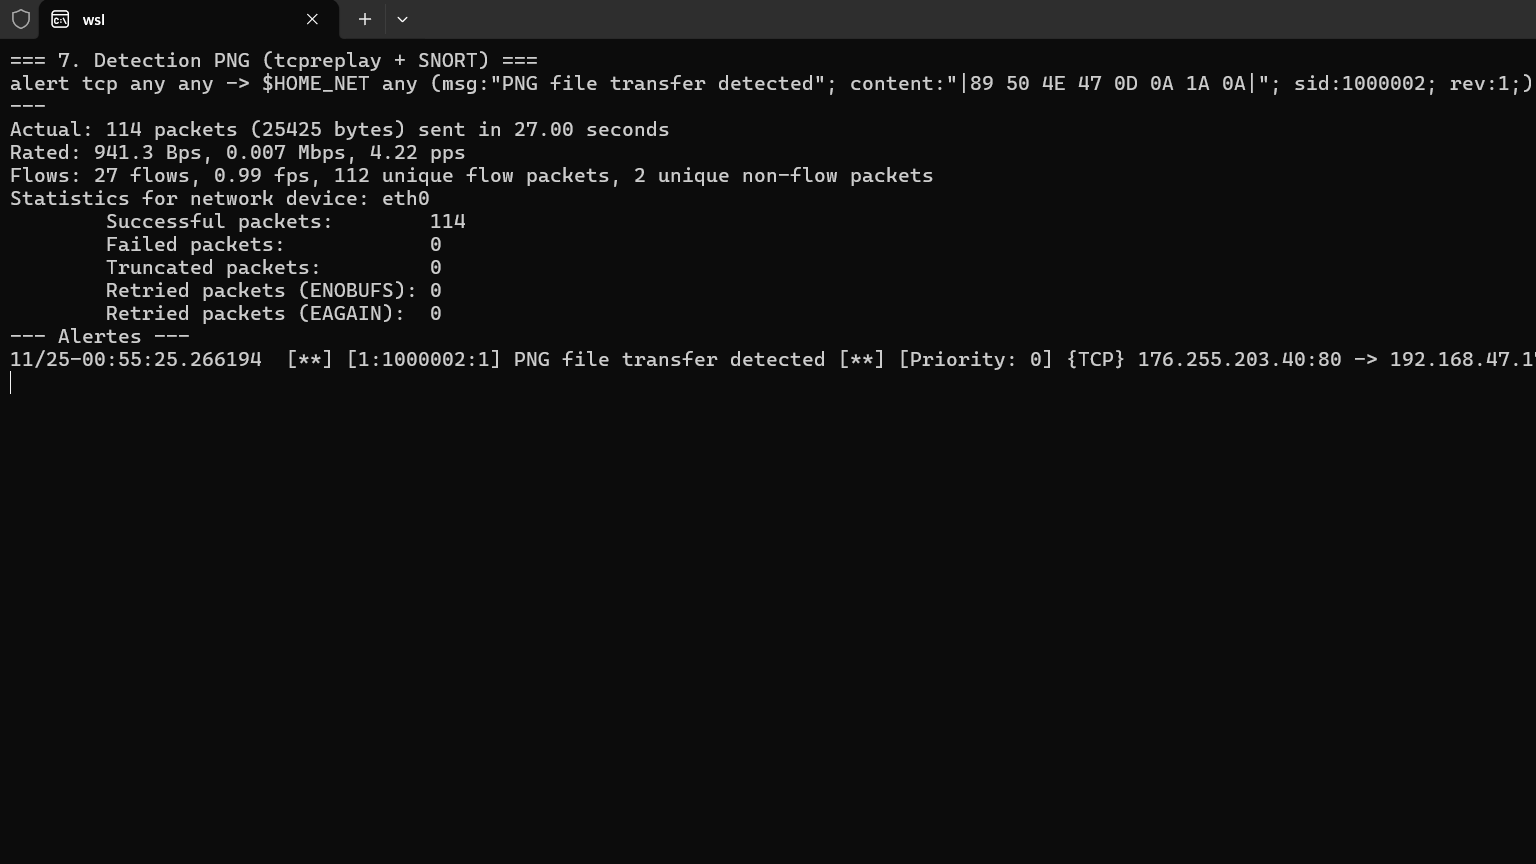 wsl
=== 7. Detection PNG (tcpreplay + SNORT) ===
alert tcp any any -> $HOME_NET any (msg:"PNG file transfer detected"; content:"|89 50 4E 47 0D 0A 1A 0A|"; sid:1000002; rev:1;)
---
Actual: 114 packets (25425 bytes) sent in 27.00 seconds
Rated: 941.3 Bps, 0.007 Mbps, 4.22 pps
Flows: 27 flows, 0.99 fps, 112 unique flow packets, 2 unique non-flow packets
Statistics for network device: eth0
Successful packets: 114
Failed packets: 0
Truncated packets: 0
Retried packets (ENOBUFS): 0
Retried packets (EAGAIN): 0
--- Alertes ---
11/25-00:55:25.266194 [**] [1:1000002:1] PNG file transfer detected [**] [Priority: 0] {TCP} 176.255.203.40:80 -> 192.168.47.1